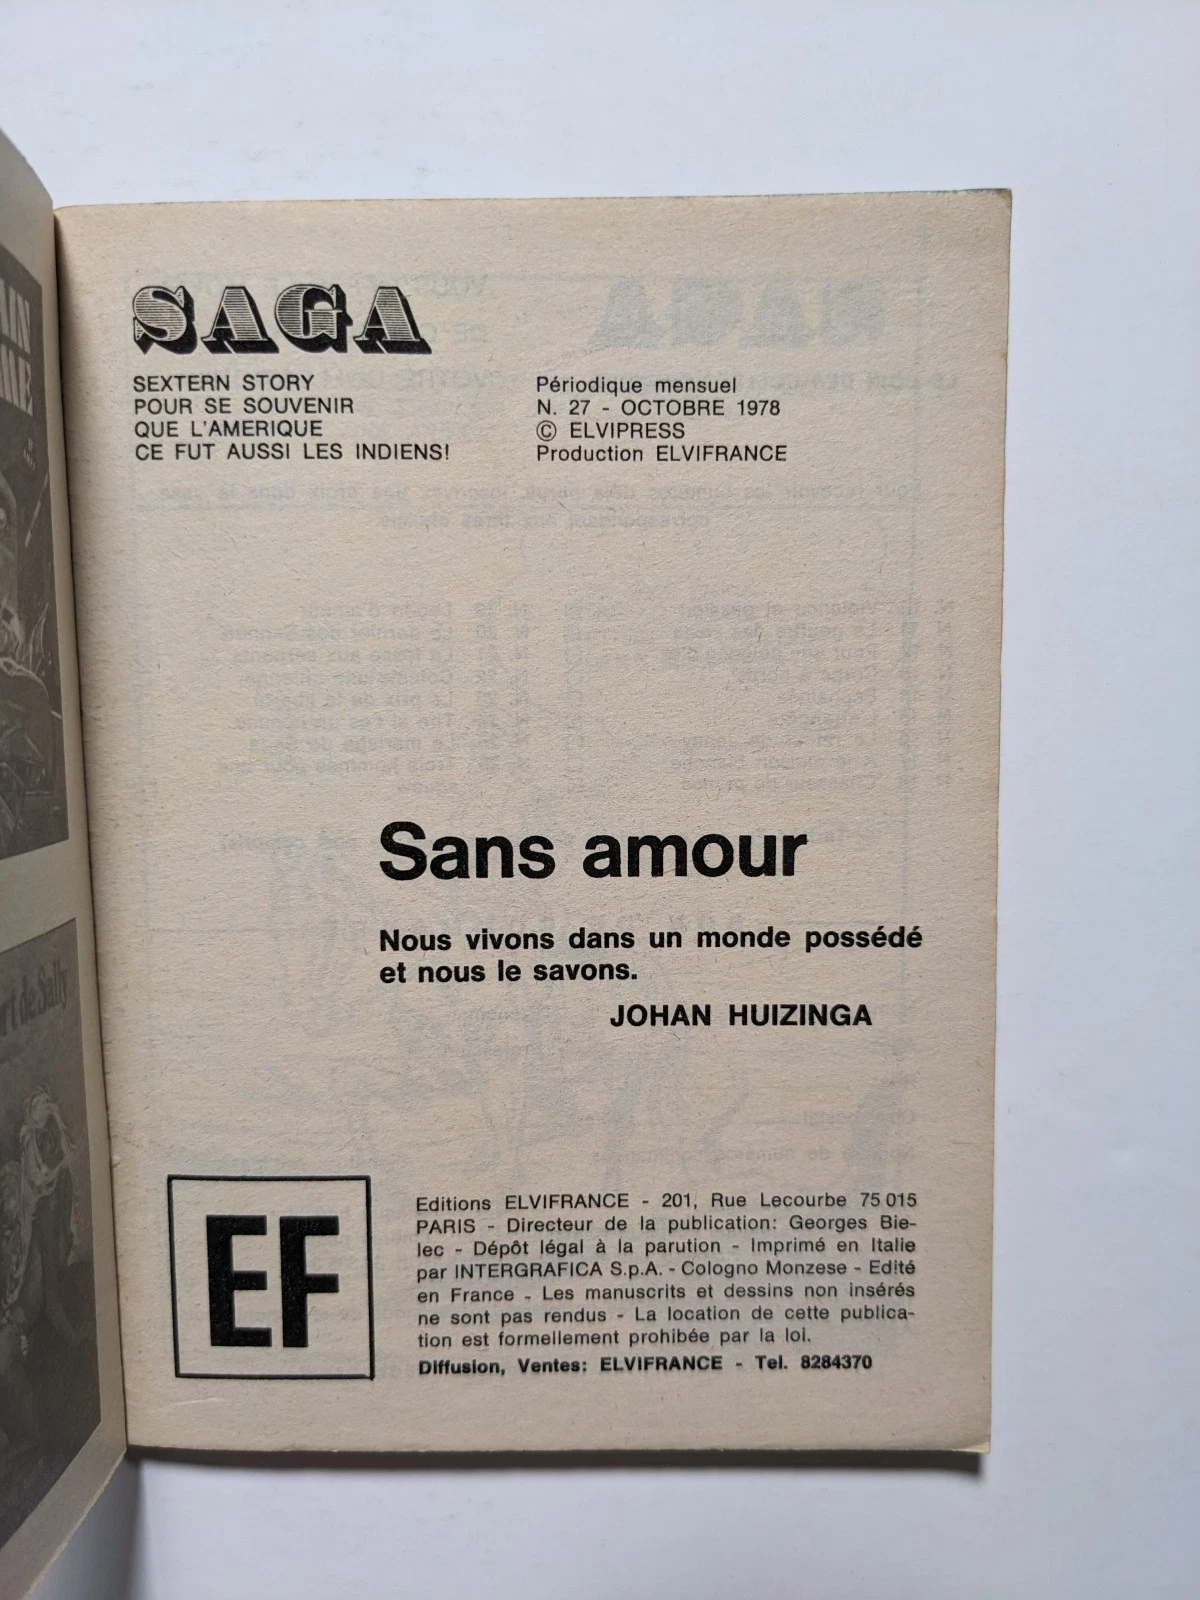 SAGA
SEXTERN STORY
POUR SE SOUVENIR
QUE L'AMERIQUE
CE FUT AUSSI LES INDIENS!
Périodique mensuel
N. 27 - OCTOBRE 1978
© ELVIPRESS
Production ELVIFRANCE
Sans amour
Nous vivons dans un monde possédé
et nous le savons.
JOHAN HUIZINGA
EF
Editions ELVIFRANCE - 201, Rue Lecourbe 75 015
PARIS - Directeur de la publication: Georges Bie-
lec - Dépôt légal à la parution - Imprimé en Italie
par INTERGRAFICA S.p.A. - Cologno Monzese - Edité
en France - Les manuscrits et dessins non insérés
ne sont pas rendus - La location de cette publica-
tion est formellement prohibée par la loi.
Diffusion, Ventes: ELVIFRANCE - Tel. 8284370
de Sally